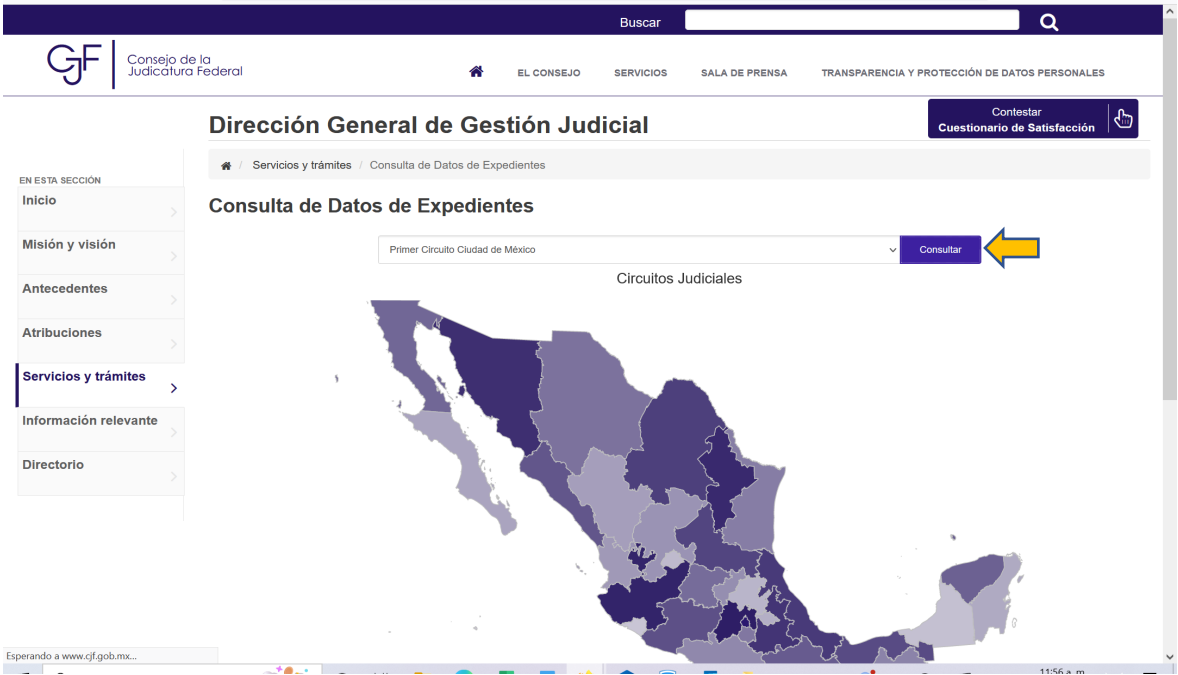 Buscar
CJF
Consejo de la
Judicatura Federal
EL CONSEJO
SERVICIOS
SALA DE PRENSA
TRANSPARENCIA Y PROTECCIÓN DE DATOS PERSONALES
Dirección General de Gestión Judicial
Contestar
Cuestionario de Satisfacción
/ Servicios y trámites / Consulta de Datos de Expedientes
EN ESTA SECCIÓN
Inicio
Misión y visión
Antecedentes
Atribuciones
Servicios y trámites
Información relevante
Directorio
Consulta de Datos de Expedientes
Primer Circuito Ciudad de México
Consultar
Circuitos Judiciales
Esperando a www.cjf.gob.mx...
11:56 a. m.